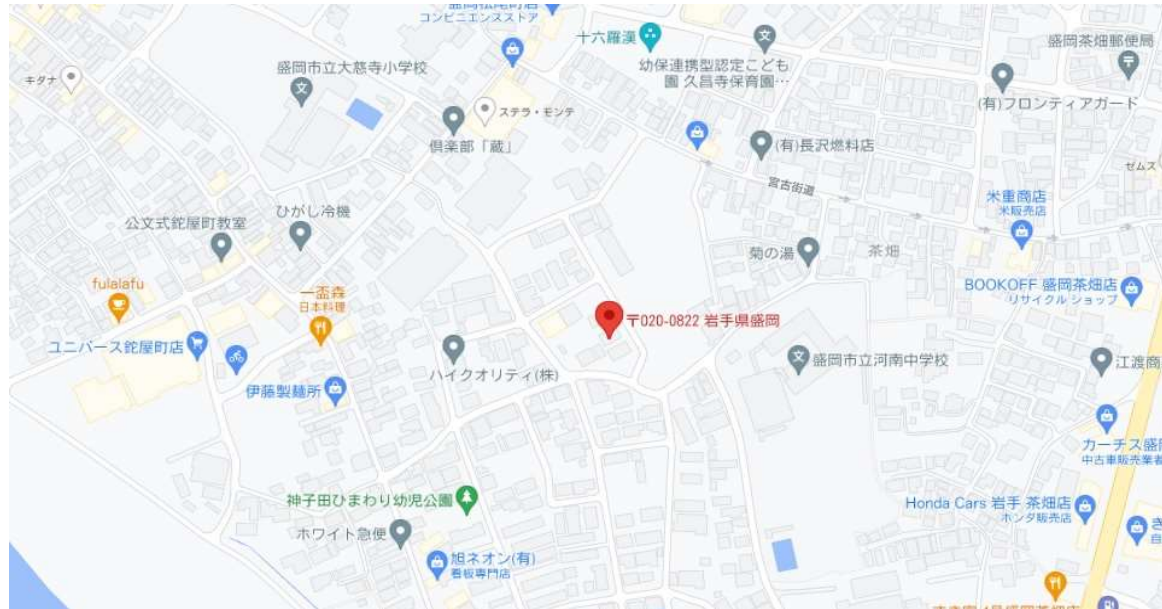 盛岡松尾町店
コンビニエンスストア
十六羅漢
盛岡茶畑郵便局
盛岡市立大慈寺小学校
幼保連携型認定こども
園 久昌寺保育園…
キタナ
ステラ・モンテ
(有)フロンティアガード
倶楽部「蔵」
(有)長沢燃料店
ゼムス
宮古街道
米重商店
米販売店
公文式鉈屋町教室
ひがし冷機
菊の湯
茶畑
fulalafu
一盃森
日本料理
BOOKOFF 盛岡茶畑店
リサイクル ショップ
〒020-0822 岩手県盛岡
ユニバース鉈屋町店
ハイクオリティ(株)
盛岡市立河南中学校
江渡商
伊藤製麺所
カーチス盛
中古車販売業者
神子田ひまわり幼児公園
Honda Cars 岩手 茶畑店
ホンダ販売店
ホワイト急便
旭ネオン(有)
看板専門店
き
自